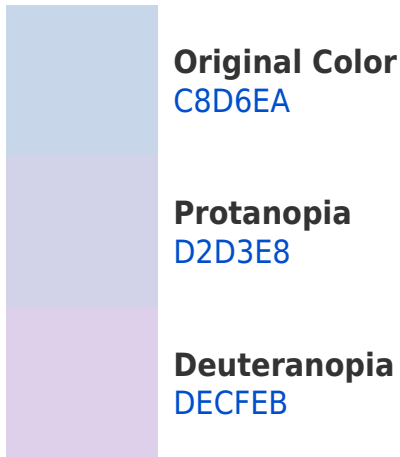 Original Color
C8D6EA
Protanopia
D2D3E8
Deuteranopia
DECFEB